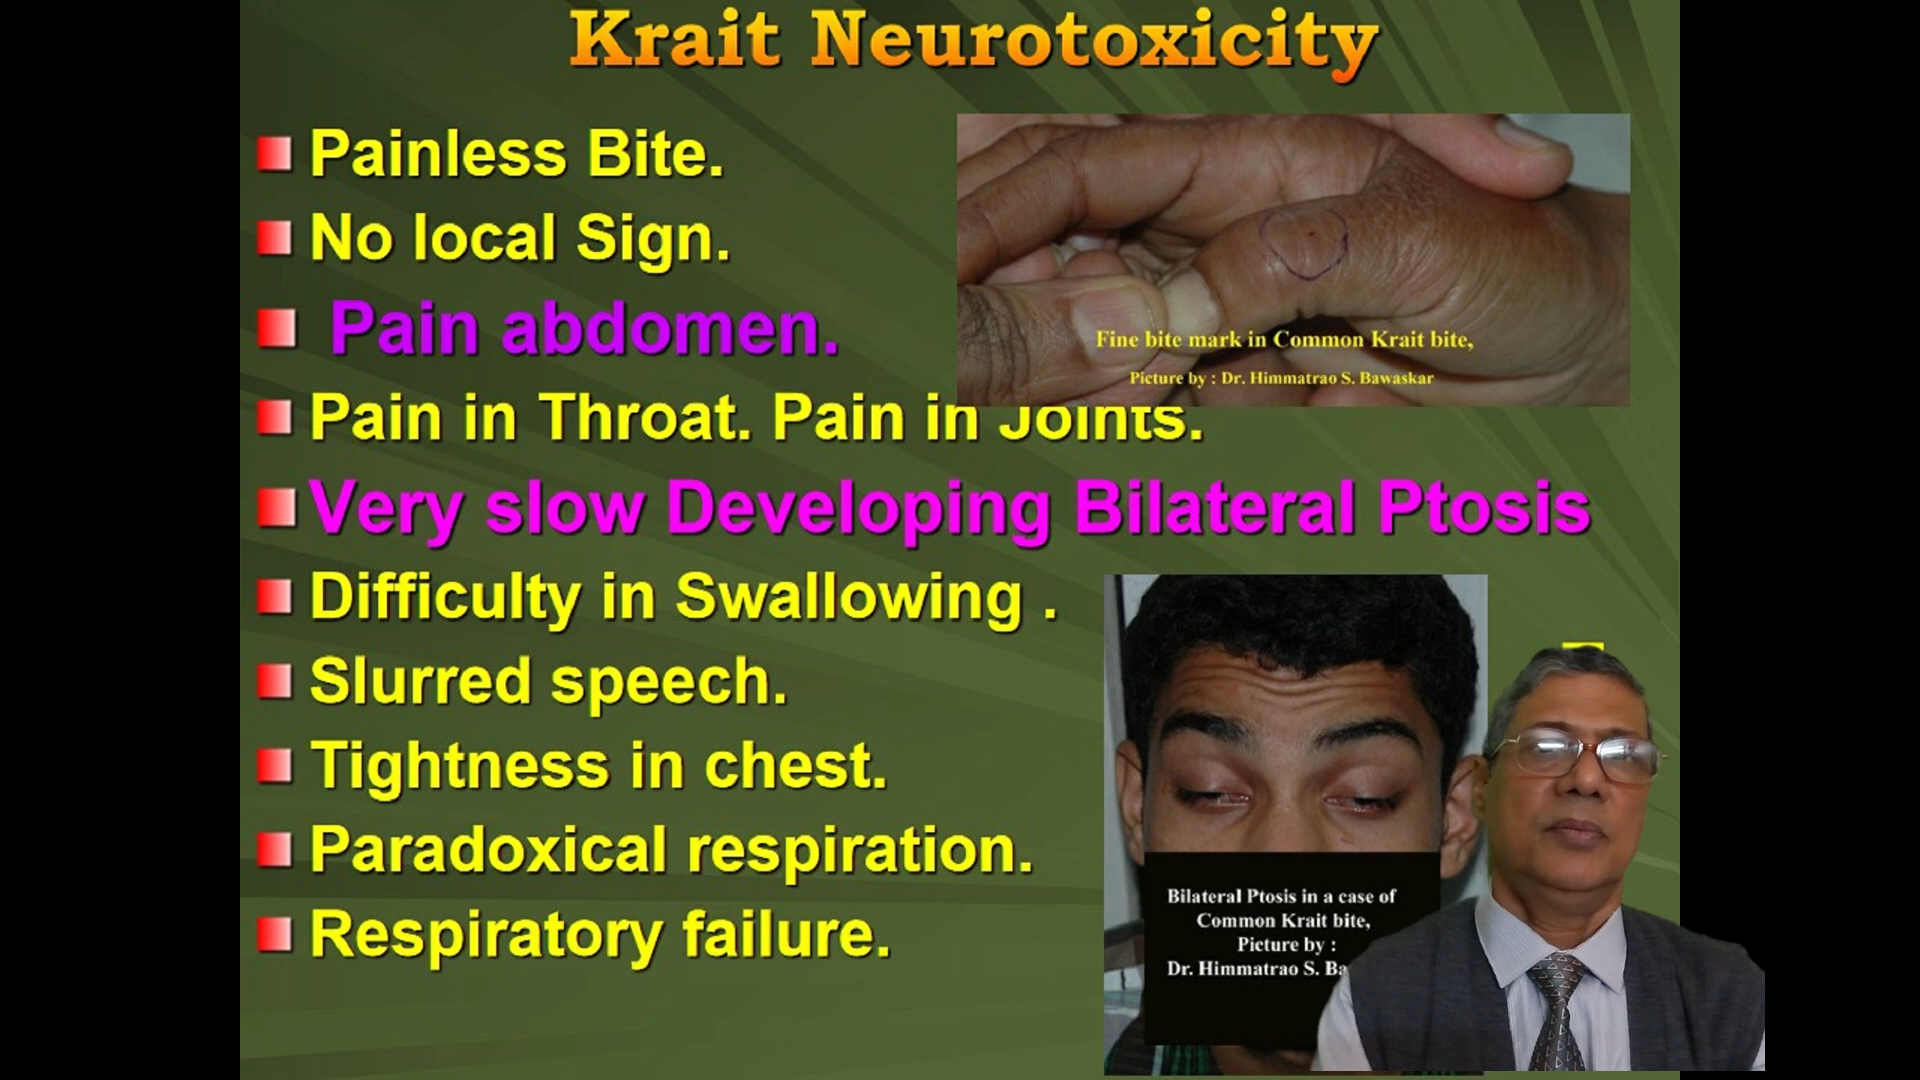 Krait Neurotoxicity
Painless Bite.
No local Sign.
Pain abdomen.
Pain in Throat. Pain in Joints.
Very slow Developing Bilateral Ptosis
Difficulty in Swallowing .
Slurred speech.
Tightness in chest.
Paradoxical respiration.
Respiratory failure.
Fine bite mark in Common Krait bite,
Picture by : Dr. Himmatrao S. Bawaskar
Bilateral Ptosis in a case of
Common Krait bite,
Picture by :
Dr. Himmatrao S. Ba